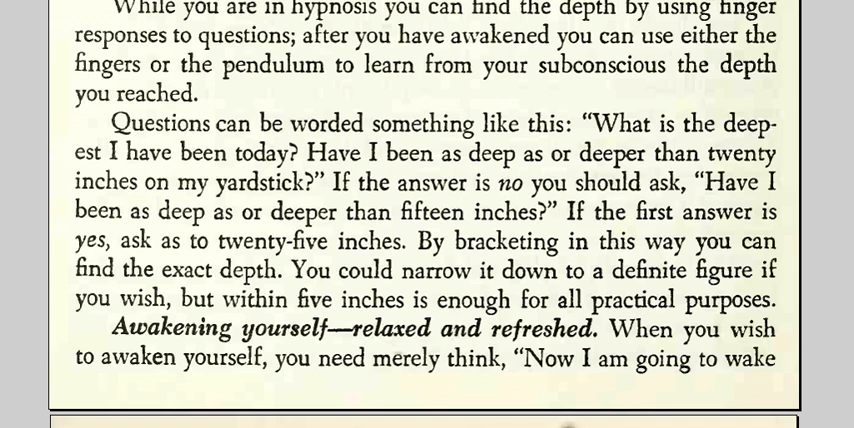 While you are in hypnosis you can find the depth by using finger
responses to questions; after you have awakened you can use either the
fingers or the pendulum to learn from your subconscious the depth
you reached.
Questions can be worded something like this: “What is the deep-
est I have been today? Have I been as deep as or deeper than twenty
inches on my yardstick?” If the answer is no you should ask, “Have I
been as deep as or deeper than fifteen inches?” If the first answer is
yes, ask as to twenty-five inches. By bracketing in this way you can
find the exact depth. You could narrow it down to a definite figure if
you wish, but within five inches is enough for all practical purposes.
Awakening yourself—relaxed and refreshed. When you wish
to awaken yourself, you need merely think, “Now I am going to wake